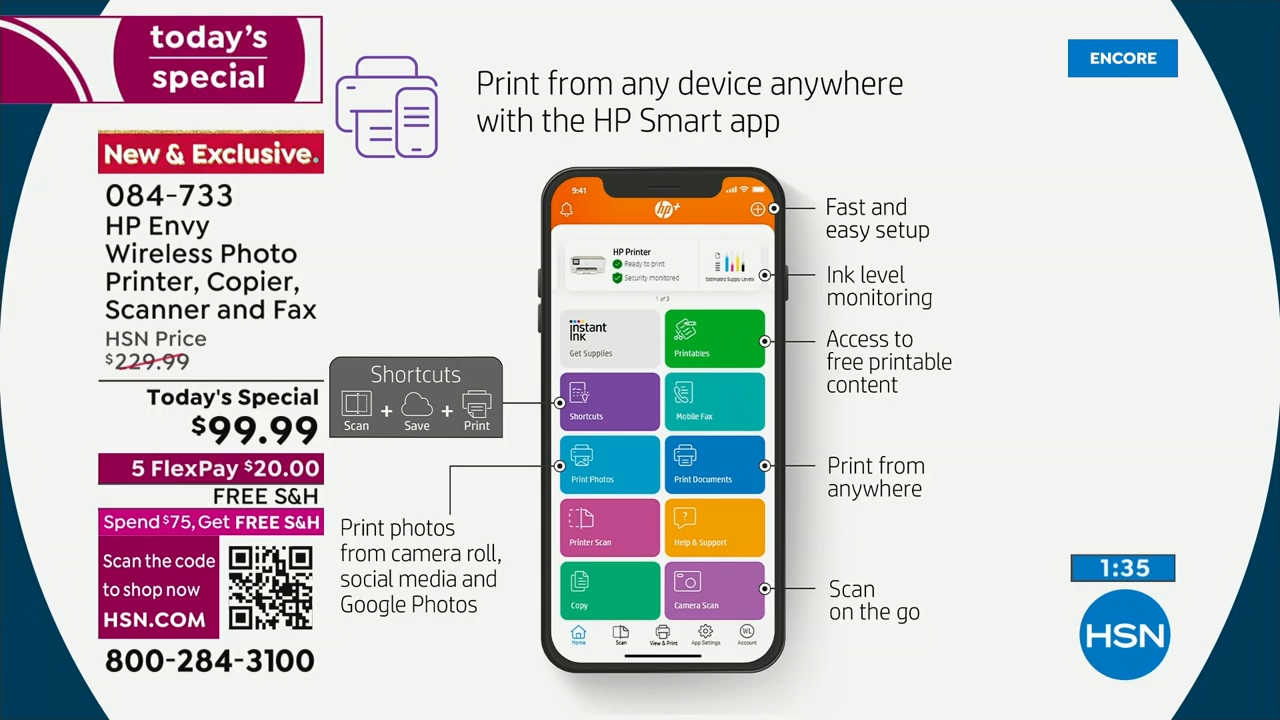 today's
special
New & Exclusive.
084-733
HP Envy
Wireless Photo
Printer, Copier,
Scanner and Fax
HSN Price
$229.99
Today's Special
$99.99
5 FlexPay $20.00
FREE S&H
Spend $75, Get FREE S&H
Scan the code
to shop now
HSN.COM
800-284-3100
Print from any device anywhere
with the HP Smart app
ENCORE
Shortcuts
Scan + Save + Print
Print photos
from camera roll,
social media and
Google Photos
9:41
hp+
HP Printer
Ready to print
Security monitored
Estimated Supply Levels
1 of 3
instant
ink
Get Supplies
Printables
Shortcuts
Mobile Fax
Print Photos
Print Documents
Printer Scan
Help & Support
Copy
Camera Scan
Home
Scan
View & Print
App Settings
WL
Account
Fast and
easy setup
Ink level
monitoring
Access to
free printable
content
Print from
anywhere
Scan
on the go
1:35
HSN